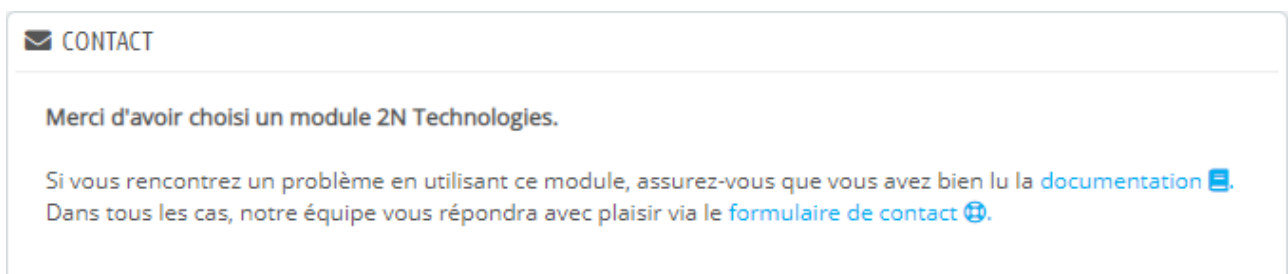 CONTACT
Merci d'avoir choisi un module 2N Technologies.
Si vous rencontrez un problème en utilisant ce module, assurez-vous que vous avez bien lu la documentation.
Dans tous les cas, notre équipe vous répondra avec plaisir via le formulaire de contact.